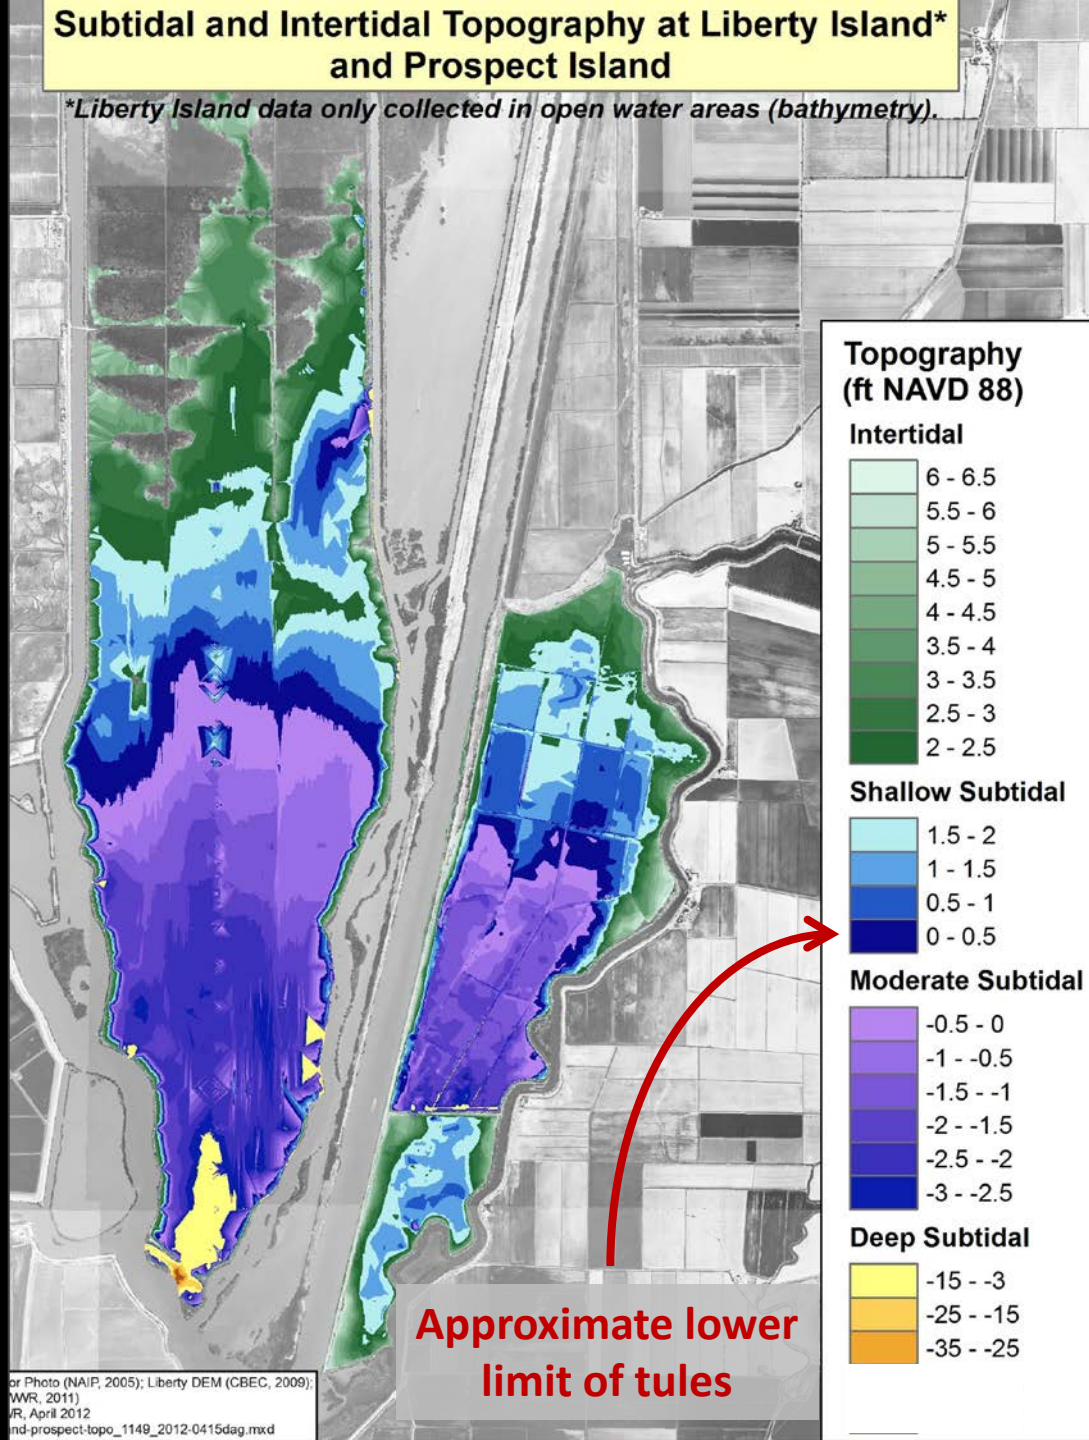 Subtidal and Intertidal Topography at Liberty Island*
and Prospect Island
*Liberty Island data only collected in open water areas (bathymetry).
Topography
(ft NAVD 88)
Intertidal
6 - 6.5
5.5 - 6
5 - 5.5
4.5 - 5
4 - 4.5
3.5 - 4
3 - 3.5
2.5 - 3
2 - 2.5
Shallow Subtidal
1.5 - 2
1 - 1.5
0.5 - 1
0 - 0.5
Moderate Subtidal
-0.5 - 0
-1 - -0.5
-1.5 - -1
-2 - -1.5
-2.5 - -2
-3 - -2.5
Deep Subtidal
-15 - -3
-25 - -15
-35 - -25
Approximate lower
limit of tules
or Photo (NAIP, 2005); Liberty DEM (CBEC, 2009);
WR, 2011)
R, April 2012
nd-prospect-topo_1149_2012-0415dag.mxd